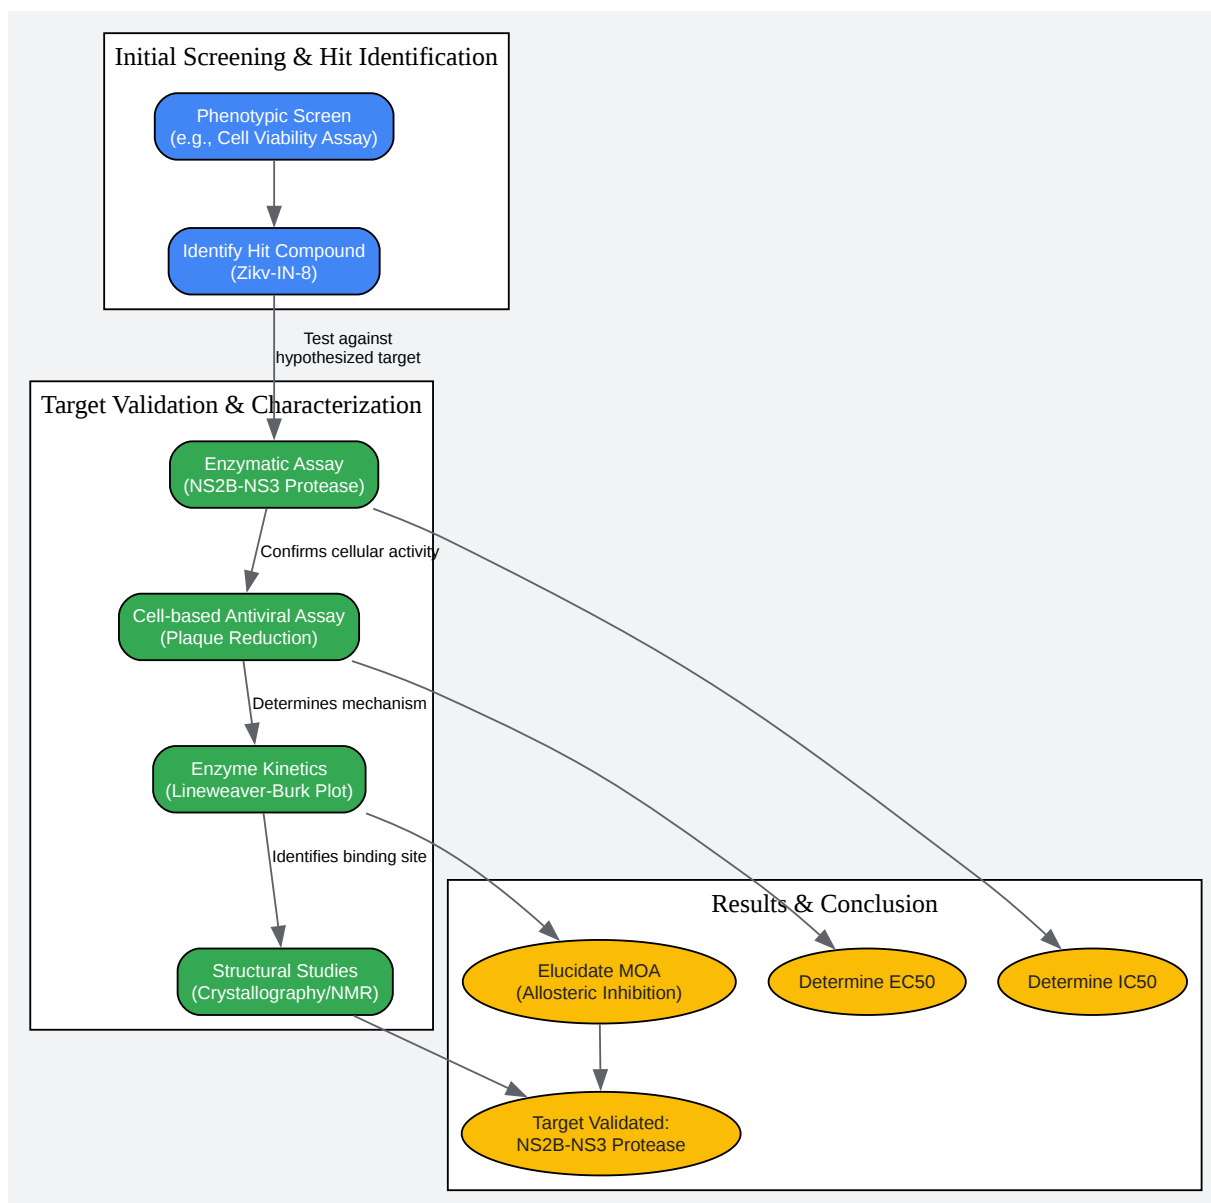 Initial Screening & Hit Identification
Phenotypic Screen
(e.g., Cell Viability Assay)
Identify Hit Compound
(Zikv-IN-8)
Test against
hypothesized target
Target Validation & Characterization
Enzymatic Assay
(NS2B-NS3 Protease)
Confirms cellular activity
Cell-based Antiviral Assay
(Plaque Reduction)
Determines mechanism
Enzyme Kinetics
(Lineweaver-Burk Plot)
Identifies binding site
Structural Studies
(Crystallography/NMR)
Results & Conclusion
Elucidate MOA
(Allosteric Inhibition)
Determine EC50
Determine IC50
Target Validated:
NS2B-NS3 Protease